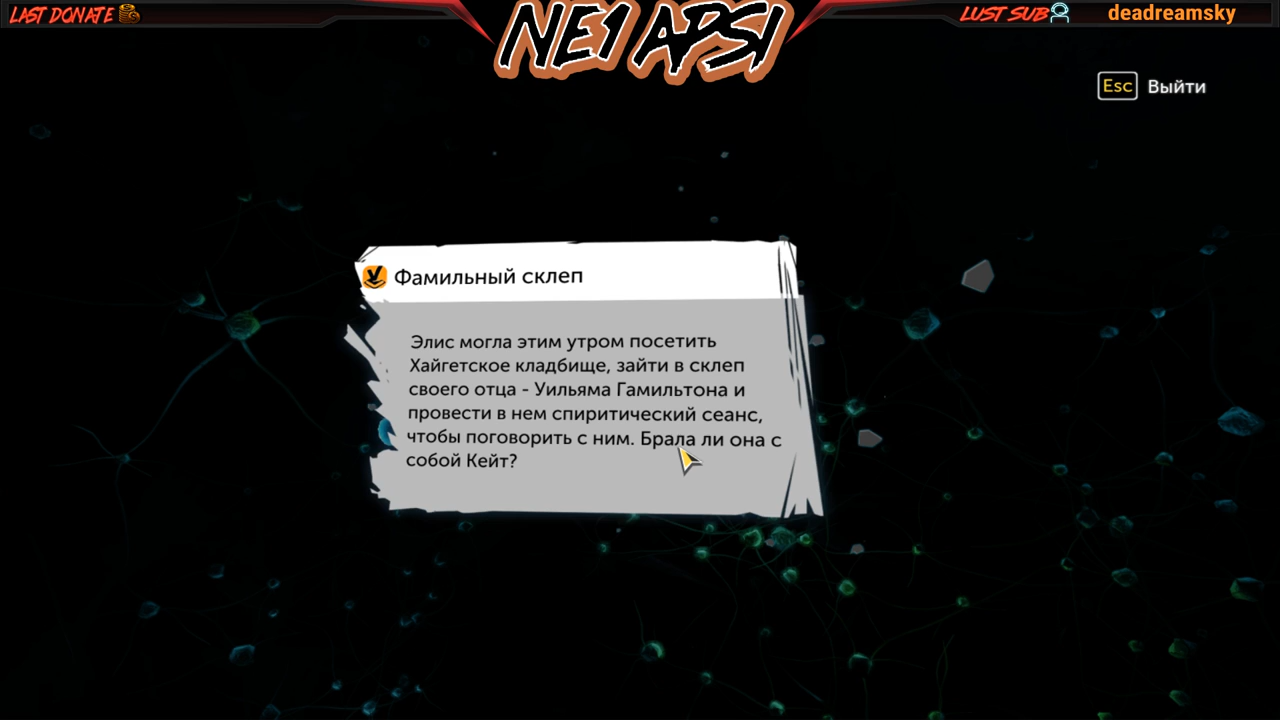 LAST DONATE
NE1 APSI
LUST SUB
deadreamsky
Esc Выйти
Фамильный склеп
Элис могла этим утром посетить
Хайгетское кладбище, зайти в склеп
своего отца - Уильяма Гамильтона и
провести в нем спиритический сеанс,
чтобы поговорить с ним. Брала ли она с
собой Кейт?